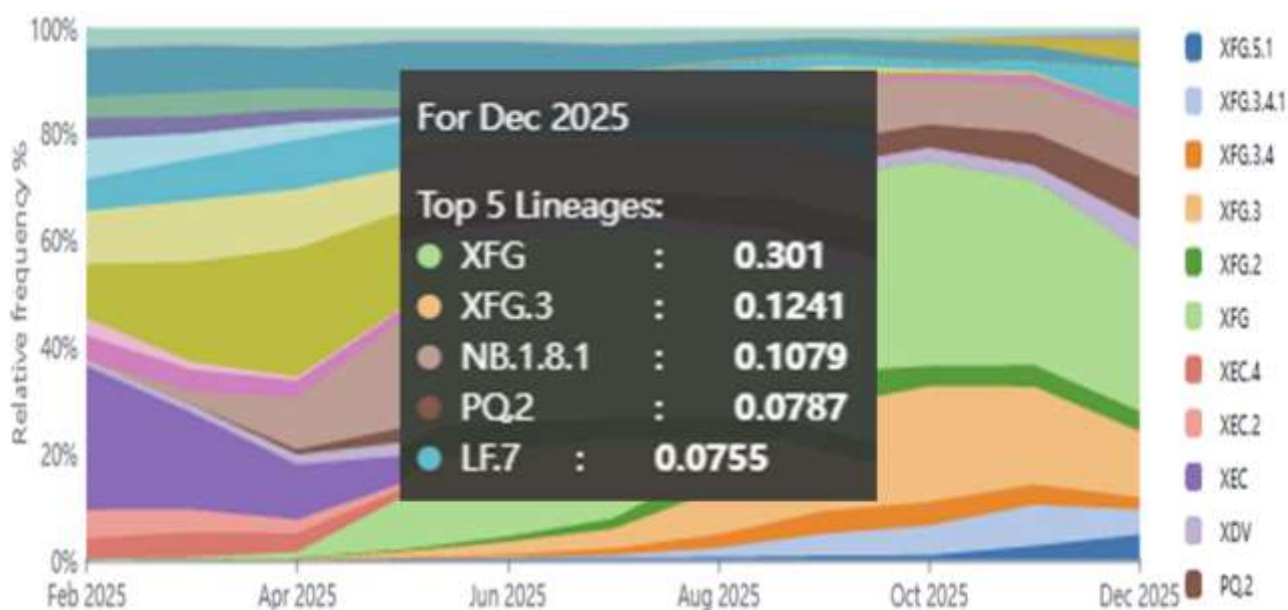 100%
80%
60%
40%
20%
0%
Relative frequency %
Feb 2025
Apr 2025
Jun 2025
Aug 2025
Oct 2025
Dec 2025
For Dec 2025
Top 5 Lineages:
XFG : 0.301
XFG.3 : 0.1241
NB.1.8.1 : 0.1079
PQ.2 : 0.0787
LF.7 : 0.0755
XFG.5.1
XFG.3.4.1
XFG.3.4
XFG.3
XFG.2
XFG
XEC.4
XEC.2
XEC
XDV
PQ.2